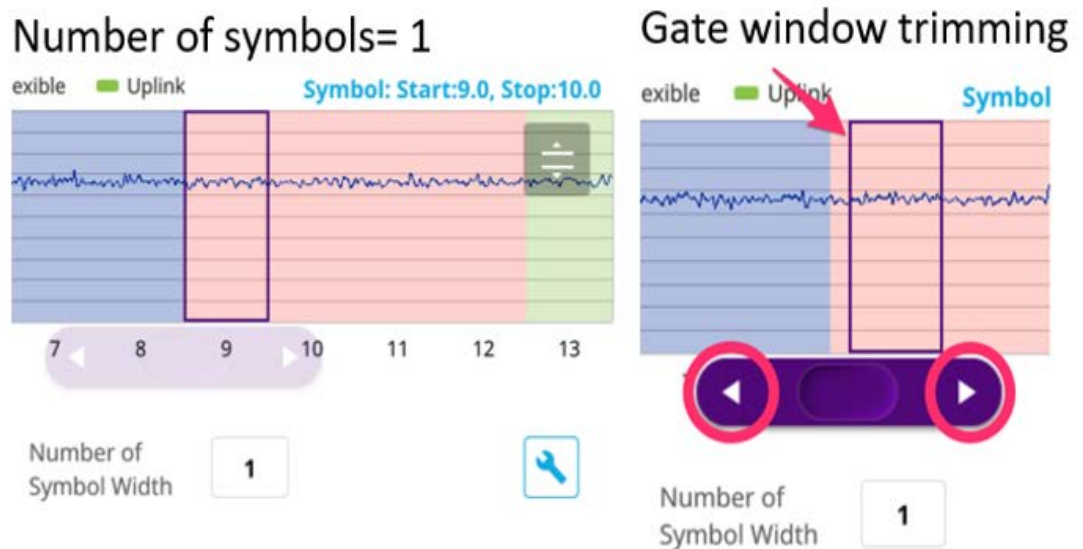 Number of symbols= 1
exible Uplink Symbol: Start:9.0, Stop:10.0
7 8 9 10 11 12 13
Number of
Symbol Width
1
Gate window trimming
exible Uplink Symbol
Number of
Symbol Width
1